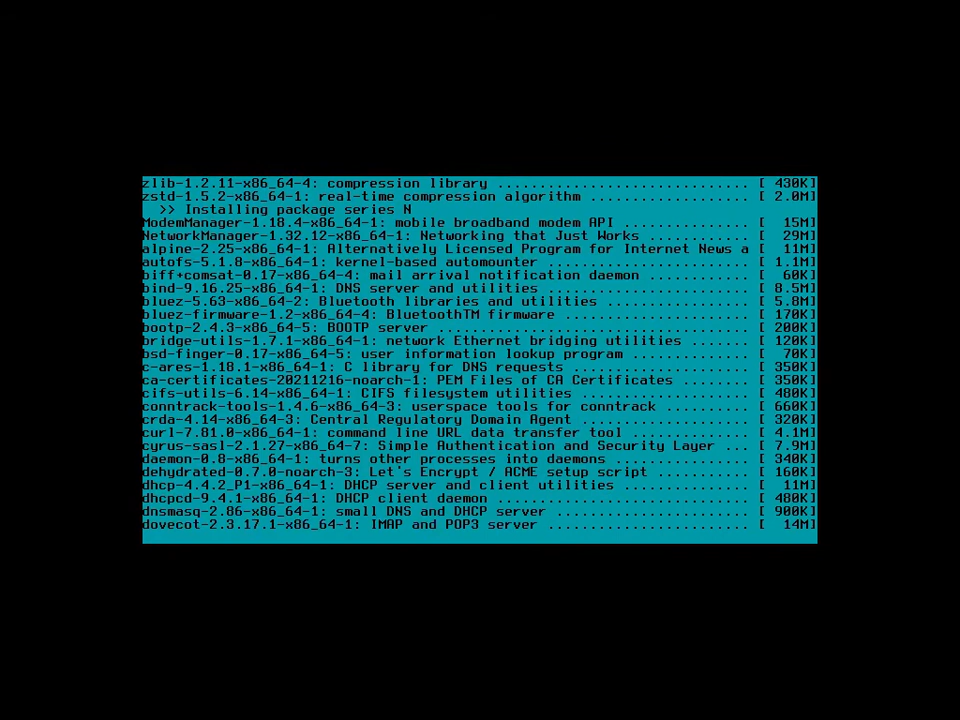 zlib-1.2.11-x86_64-4: compression library .............................. [ 430K]
zstd-1.5.2-x86_64-1: real-time compression algorithm ................... [ 2.0M]
>> Installing package series N
ModemManager-1.18.4-x86_64-1: mobile broadband modem API ............... [  15M]
NetworkManager-1.32.12-x86_64-1: Networking that Just Works ............ [  29M]
alpine-2.25-x86_64-1: Alternatively Licensed Program for Internet News a [  11M]
autofs-5.1.8-x86_64-1: kernel-based automounter ........................ [ 1.1M]
biff+comsat-0.17-x86_64-4: mail arrival notification daemon ............ [  60K]
bind-9.16.25-x86_64-1: DNS server and utilities ........................ [ 8.5M]
bluez-5.63-x86_64-2: Bluetooth libraries and utilities ................. [ 5.8M]
bluez-firmware-1.2-x86_64-4: BluetoothTM firmware ...................... [ 170K]
bootp-2.4.3-x86_64-5: BOOTP server ..................................... [ 200K]
bridge-utils-1.7.1-x86_64-1: network Ethernet bridging utilities ....... [ 120K]
bsd-finger-0.17-x86_64-5: user information lookup program .............. [  70K]
c-ares-1.18.1-x86_64-1: C library for DNS requests ..................... [ 350K]
ca-certificates-20211216-noarch-1: PEM Files of CA Certificates ........ [ 350K]
cifs-utils-6.14-x86_64-1: CIFS filesystem utilities .................... [ 480K]
conntrack-tools-1.4.6-x86_64-3: userspace tools for conntrack .......... [ 660K]
crda-4.14-x86_64-3: Central Regulatory Domain Agent .................... [ 320K]
curl-7.81.0-x86_64-1: command line URL data transfer tool .............. [ 4.1M]
cyrus-sasl-2.1.27-x86_64-7: Simple Authentication and Security Layer ... [ 7.9M]
daemon-0.8-x86_64-1: turns other processes into daemons ................ [ 340K]
dehydrated-0.7.0-noarch-3: Let's Encrypt / ACME setup script ........... [ 160K]
dhcp-4.4.2_P1-x86_64-1: DHCP server and client utilities ............... [  11M]
dhcpcd-9.4.1-x86_64-1: DHCP client daemon .............................. [ 480K]
dnsmasq-2.86-x86_64-1: small DNS and DHCP server ....................... [ 900K]
dovecot-2.3.17.1-x86_64-1: IMAP and POP3 server ........................ [  14M]